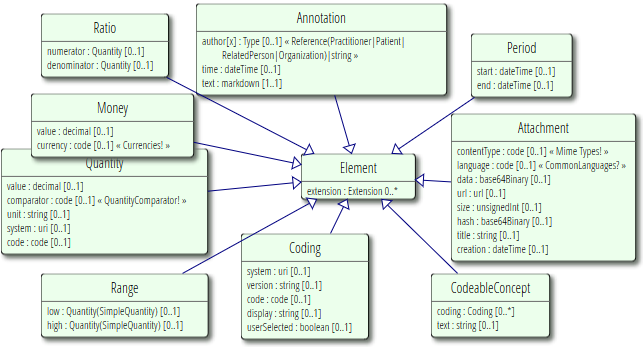 Ratio
numerator : Quantity [0..1]
denominator : Quantity [0..1]
Annotation
author[x] : Type [0..1] « Reference(Practitioner|Patient|
RelatedPerson|Organization)|string »
time : dateTime [0..1]
text : markdown [1..1]
Period
start : dateTime [0..1]
end : dateTime [0..1]
Money
value : decimal [0..1]
currency : code [0..1] « Currencies! »
Attachment
contentType : code [0..1] « Mime Types! »
language : code [0..1] « CommonLanguages? »
data : base64Binary [0..1]
url : url [0..1]
size : unsignedInt [0..1]
hash : base64Binary [0..1]
title : string [0..1]
creation : dateTime [0..1]
Quantity
value : decimal [0..1]
comparator : code [0..1] « QuantityComparator! »
unit : string [0..1]
system : uri [0..1]
code : code [0..1]
Element
extension : Extension 0..*
Range
low : Quantity(SimpleQuantity) [0..1]
high : Quantity(SimpleQuantity) [0..1]
Coding
system : uri [0..1]
version : string [0..1]
code : code [0..1]
display : string [0..1]
userSelected : boolean [0..1]
CodeableConcept
coding : Coding [0..*]
text : string [0..1]